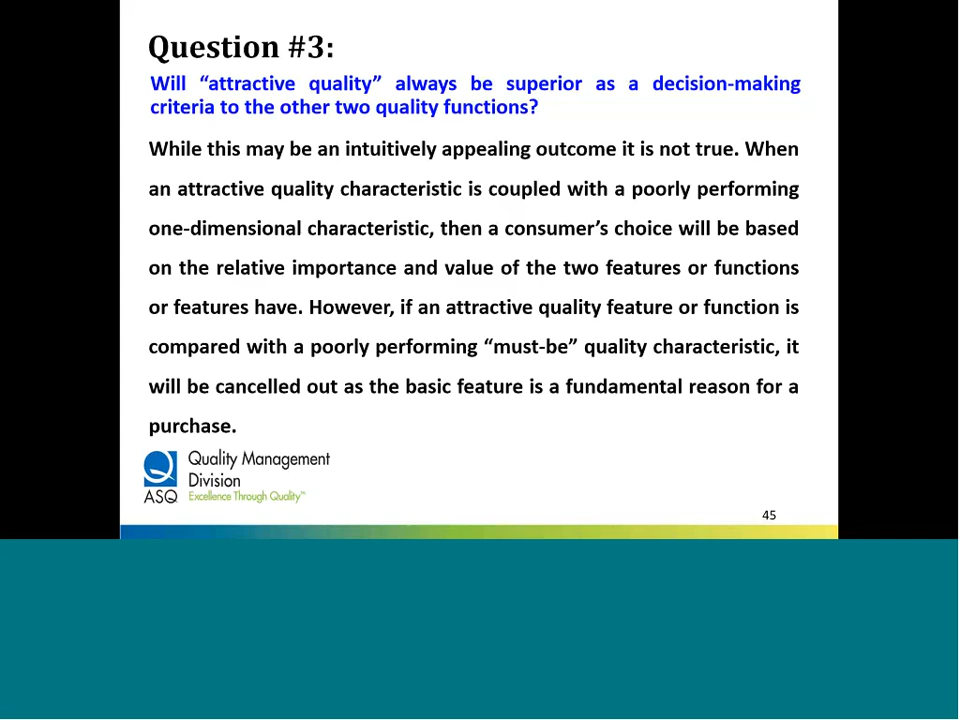 Question #3:
Will “attractive quality” always be superior as a decision-making
criteria to the other two quality functions?
While this may be an intuitively appealing outcome it is not true. When
an attractive quality characteristic is coupled with a poorly performing
one-dimensional characteristic, then a consumer’s choice will be based
on the relative importance and value of the two features or functions
or features have. However, if an attractive quality feature or function is
compared with a poorly performing “must-be” quality characteristic, it
will be cancelled out as the basic feature is a fundamental reason for a
purchase.
Quality Management
Division
ASQ Excellence Through Quality™
45